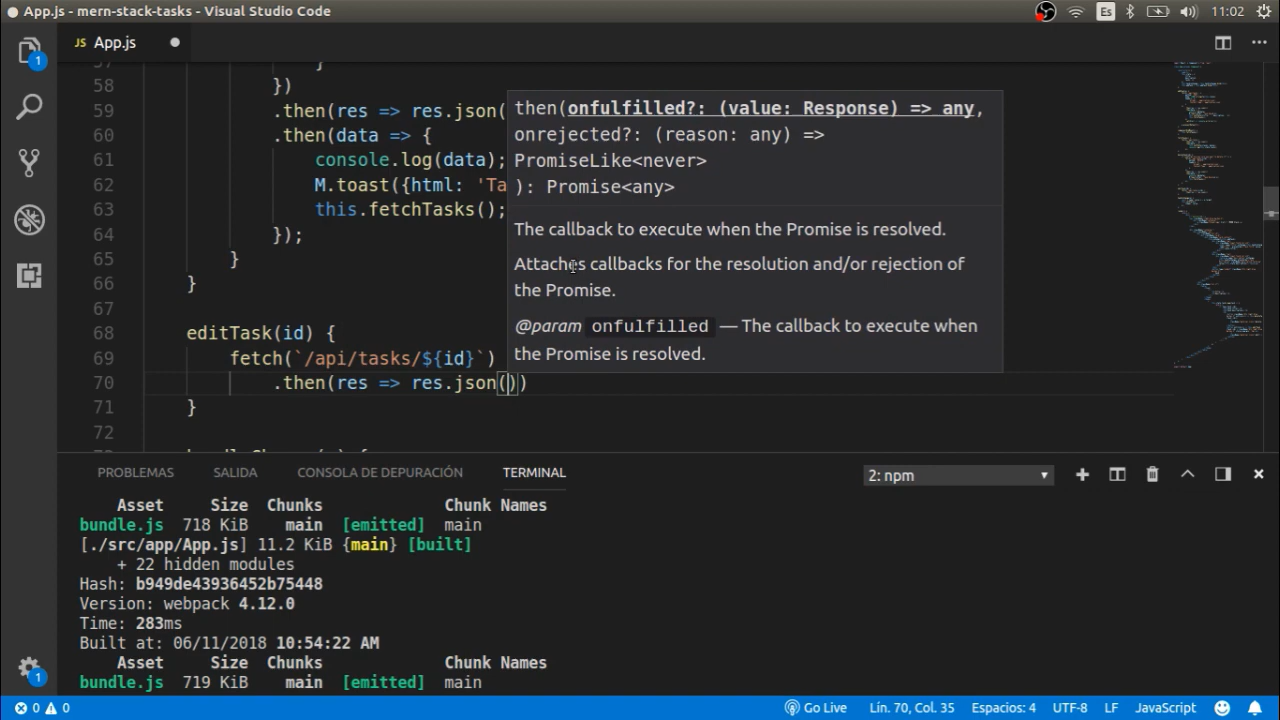 App.js - mern-stack-tasks - Visual Studio Code
Es
11:02
1
JS App.js
58 })
59 .then(res => res.json(
60 .then(data => {
61 console.log(data);
62 M.toast({html: 'Ta
63 this.fetchTasks();
64 });
65 }
66 }
67
68 editTask(id) {
69 fetch(`/api/tasks/${id}`)
70 .then(res => res.json())
71 }
72
then(onfulfilled?: (value: Response) => any,
onrejected?: (reason: any) =>
PromiseLike<never>
): Promise<any>
The callback to execute when the Promise is resolved.
Attaches callbacks for the resolution and/or rejection of
the Promise.
@param onfulfilled — The callback to execute when
the Promise is resolved.
PROBLEMAS SALIDA CONSOLA DE DEPURACIÓN TERMINAL
2: npm
Asset Size Chunks Chunk Names
bundle.js 718 KiB main [emitted] main
[./src/app/App.js] 11.2 KiB {main} [built]
+ 22 hidden modules
Hash: b949de43936452b75448
Version: webpack 4.12.0
Time: 283ms
Built at: 06/11/2018 10:54:22 AM
Asset Size Chunks Chunk Names
bundle.js 719 KiB main [emitted] main
1
0 0
Go Live Lín. 70, Col. 35 Espacios: 4 UTF-8 LF JavaScript